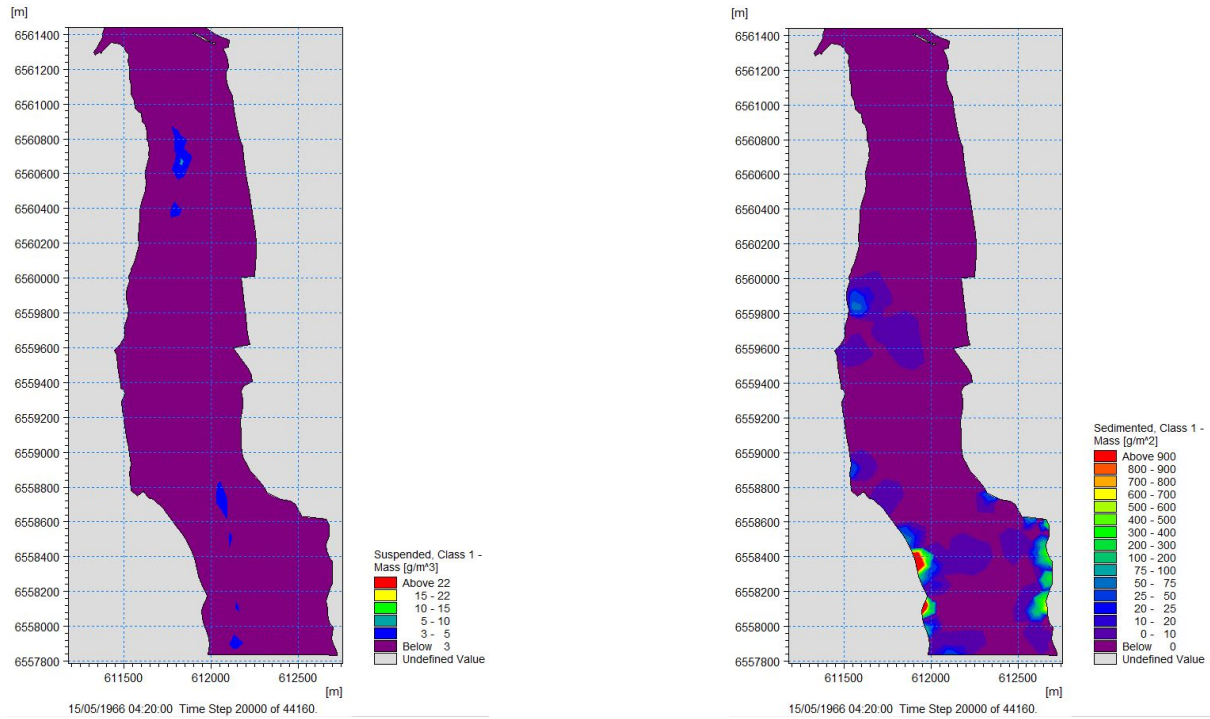 [m]
6561400
6561200
6561000
6560800
6560600
6560400
6560200
6560000
6559800
6559600
6559400
6559200
6559000
6558800
6558600
6558400
6558200
6558000
6557800
611500
612000
612500
[m]
15/05/1966 04:20:00 Time Step 20000 of 44160.
Suspended, Class 1 -
Mass [g/m^3]
Above 22
15 - 22
10 - 15
5 - 10
3 - 5
Below 3
Undefined Value
[m]
6561400
6561200
6561000
6560800
6560600
6560400
6560200
6560000
6559800
6559600
6559400
6559200
6559000
6558800
6558600
6558400
6558200
6558000
6557800
611500
612000
612500
[m]
15/05/1966 04:20:00 Time Step 20000 of 44160.
Sedimented, Class 1 -
Mass [g/m^2]
Above 900
800 - 900
700 - 800
600 - 700
500 - 600
400 - 500
300 - 400
200 - 300
100 - 200
75 - 100
50 - 75
25 - 50
20 - 25
10 - 20
0 - 10
Below 0
Undefined Value